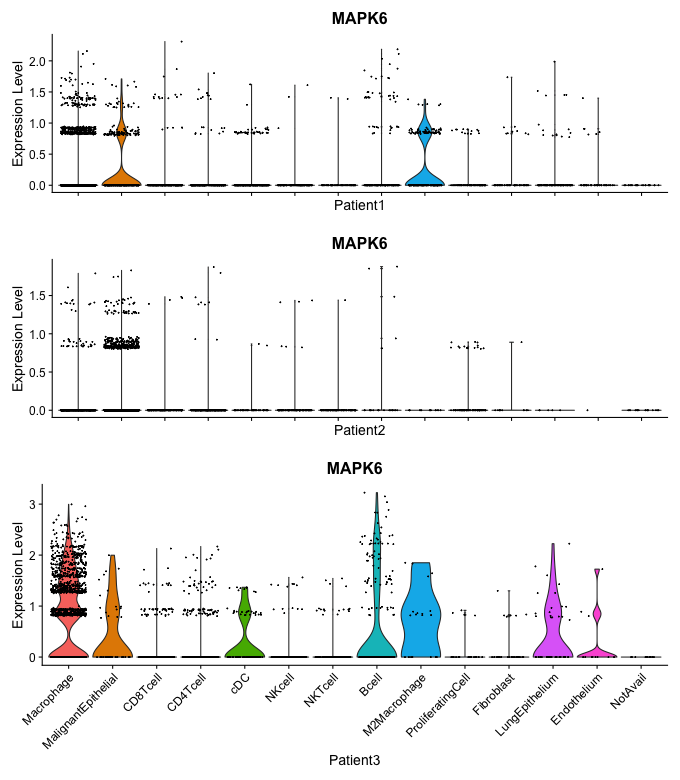 MAPK6
Expression Level
2.0
1.5
1.0
0.5
0.0
Patient1
MAPK6
Expression Level
1.5
1.0
0.5
0.0
Patient2
MAPK6
Expression Level
3
2
1
0
Macrophage
MalignantEpithelial
CD8Tcell
CD4Tcell
cDC
NKcell
NKTcell
Bcell
M2Macrophage
ProliferatingCell
Fibroblast
LungEpithelium
Endothelium
NotAvail
Patient3